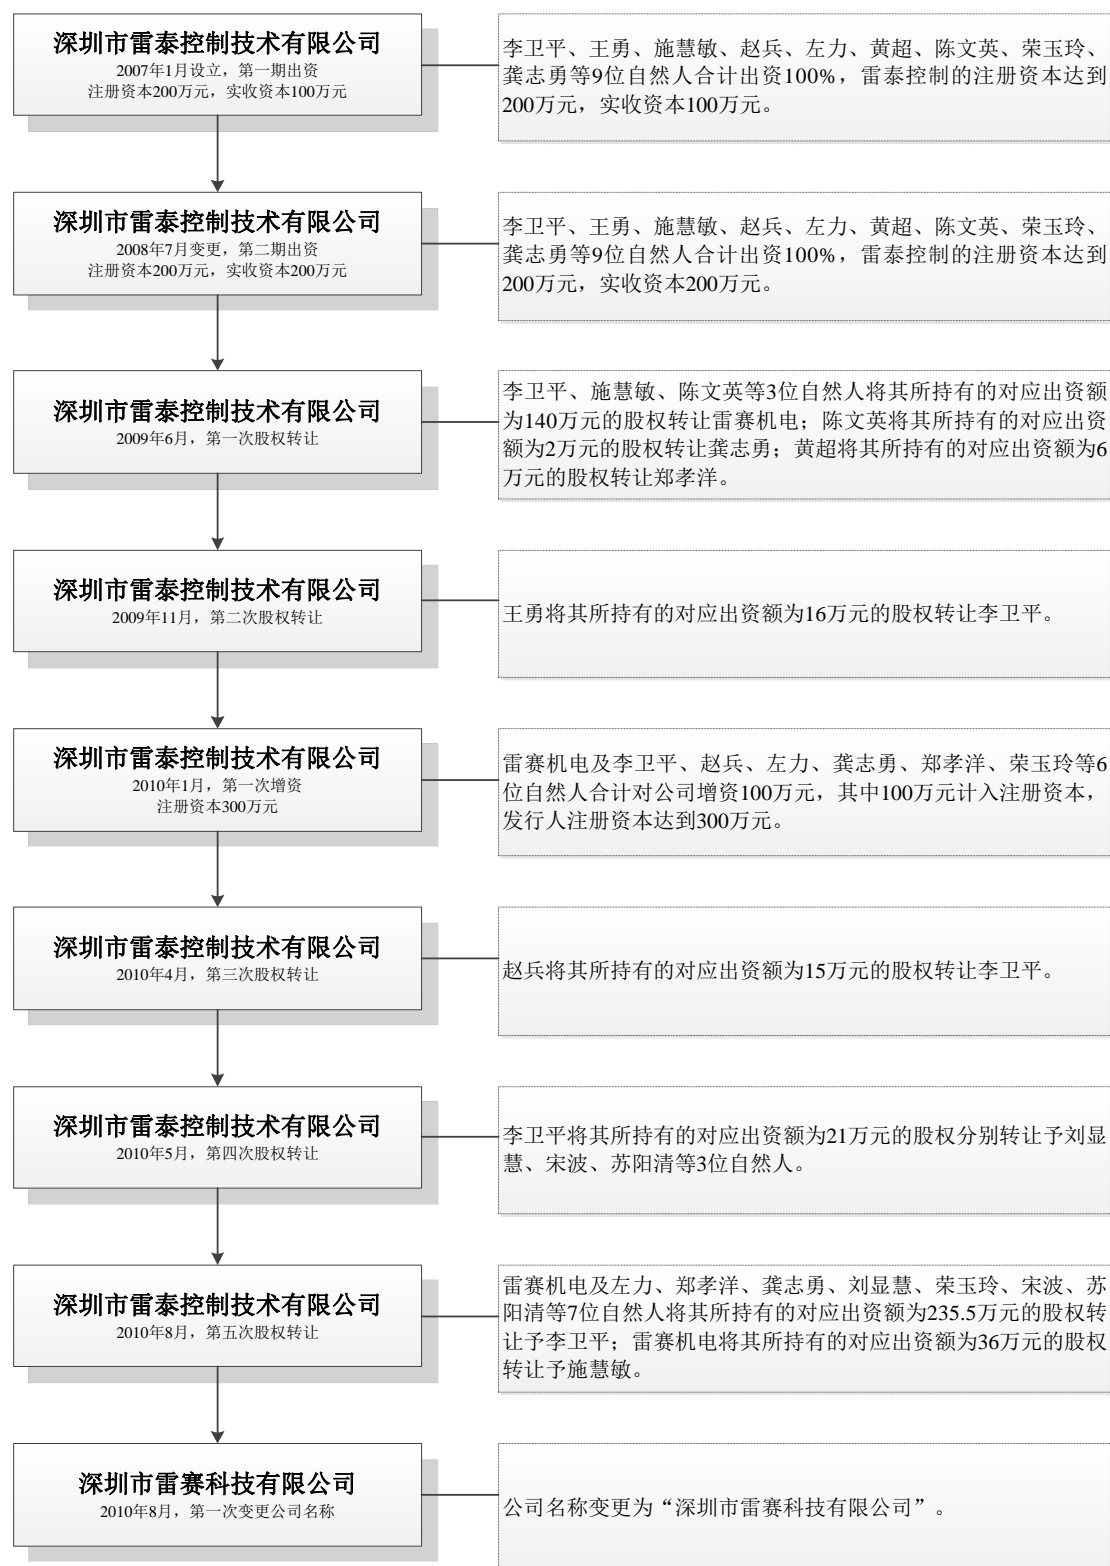 深圳市雷泰控制技术有限公司
2007年1月设立，第一期出资
注册资本200万元，实收资本100万元
李卫平、王勇、施慧敏、赵兵、左力、黄超、陈文英、荣玉玲、
龚志勇等9位自然人合计出资100%，雷泰控制的注册资本达到
200万元，实收资本100万元。
深圳市雷泰控制技术有限公司
2008年7月变更，第二期出资
注册资本200万元，实收资本200万元
李卫平、王勇、施慧敏、赵兵、左力、黄超、陈文英、荣玉玲、
龚志勇等9位自然人合计出资100%，雷泰控制的注册资本达到
200万元，实收资本200万元。
深圳市雷泰控制技术有限公司
2009年6月，第一次股权转让
李卫平、施慧敏、陈文英等3位自然人将其所持有的对应出资额
为140万元的股权转让雷赛机电；陈文英将其所持有的对应出资
额为2万元的股权转让龚志勇；黄超将其所持有的对应出资额为6
万元的股权转让郑孝洋。
深圳市雷泰控制技术有限公司
2009年11月，第二次股权转让
王勇将其所持有的对应出资额为16万元的股权转让李卫平。
深圳市雷泰控制技术有限公司
2010年1月，第一次增资
注册资本300万元
雷赛机电及李卫平、赵兵、左力、龚志勇、郑孝洋、荣玉玲等6
位自然人合计对公司增资100万元，其中100万元计入注册资本，
发行人注册资本达到300万元。
深圳市雷泰控制技术有限公司
2010年4月，第三次股权转让
赵兵将其所持有的对应出资额为15万元的股权转让李卫平。
深圳市雷泰控制技术有限公司
2010年5月，第四次股权转让
李卫平将其所持有的对应出资额为21万元的股权分别转让予刘显
慧、宋波、苏阳清等3位自然人。
深圳市雷泰控制技术有限公司
2010年8月，第五次股权转让
雷赛机电及左力、郑孝洋、龚志勇、刘显慧、荣玉玲、宋波、苏
阳清等7位自然人将其所持有的对应出资额为235.5万元的股权转
让予李卫平；雷赛机电将其所持有的对应出资额为36万元的股权
转让予施慧敏。
深圳市雷赛科技有限公司
2010年8月，第一次变更公司名称
公司名称变更为“深圳市雷赛科技有限公司”。